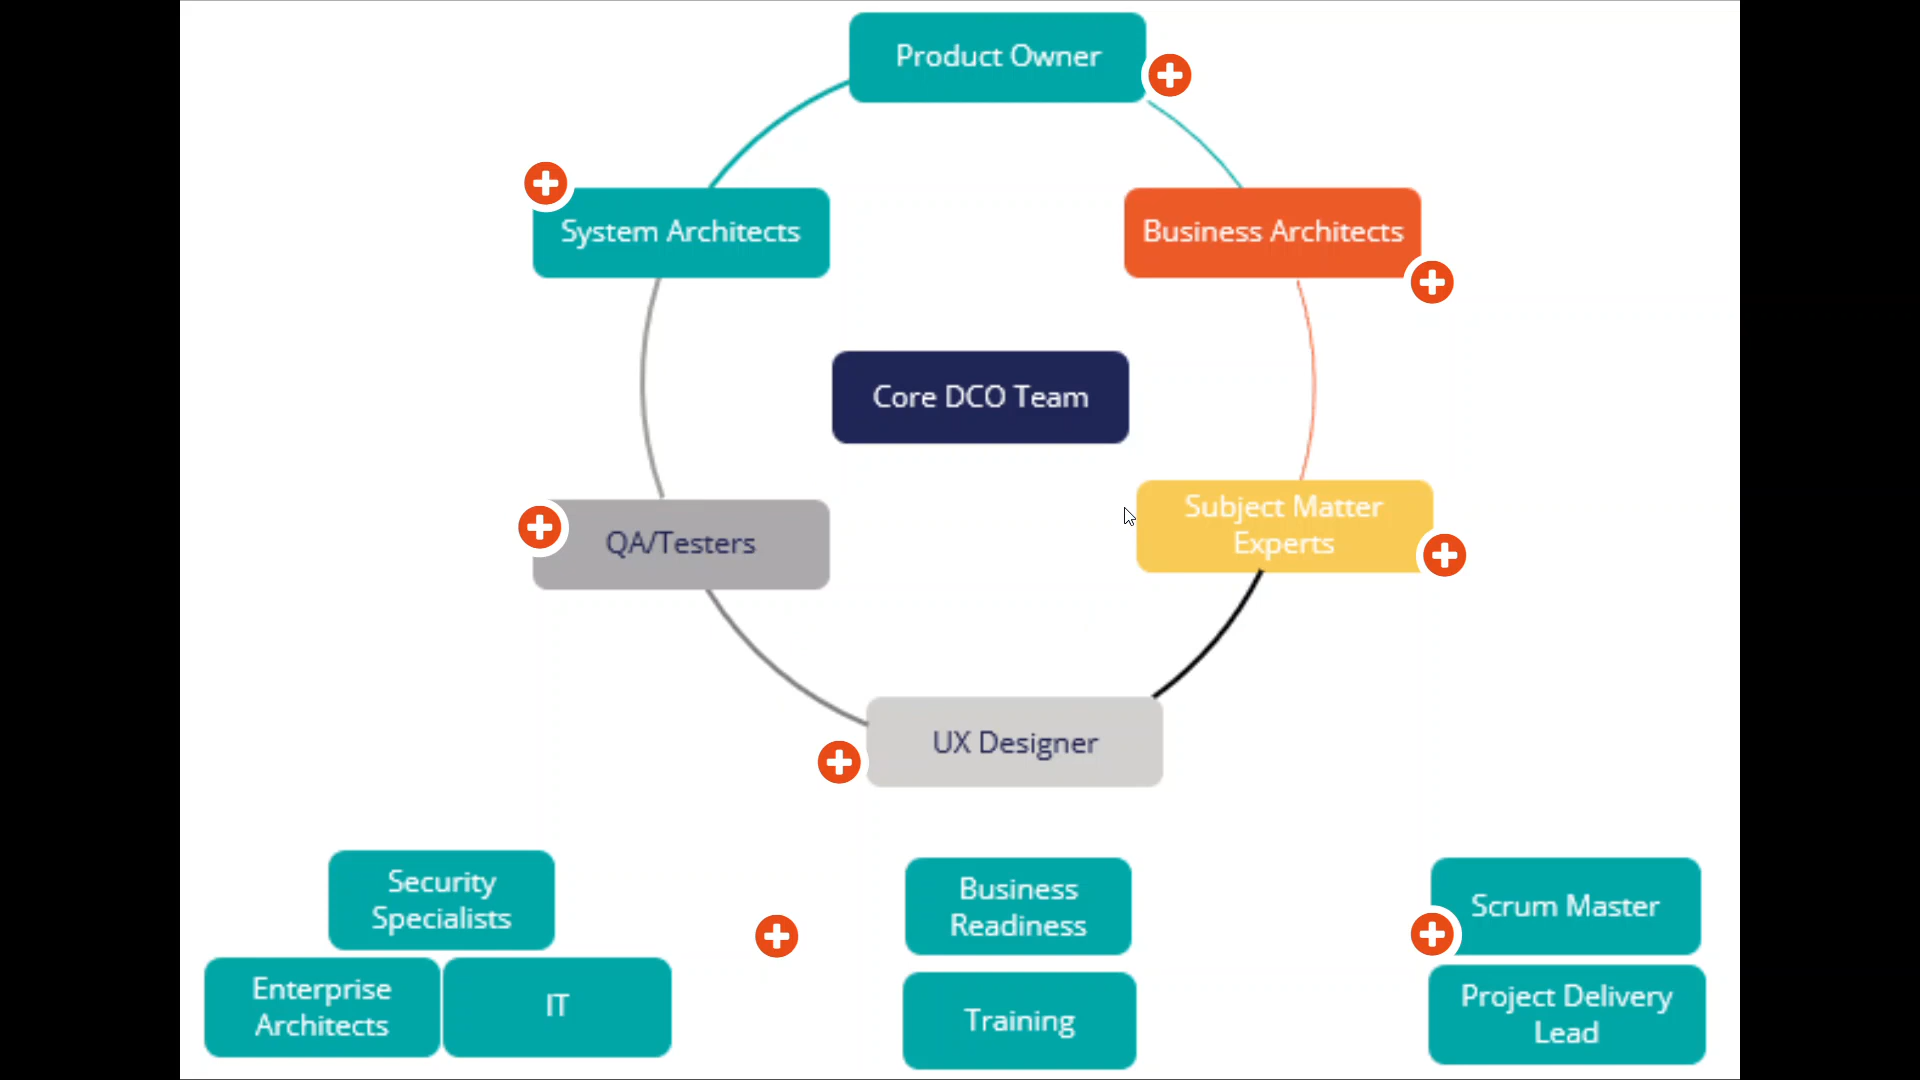 Product Owner
System Architects
Business Architects
Core DCO Team
Subject Matter
Experts
QA/Testers
UX Designer
Security
Specialists
Enterprise
Architects
IT
Business
Readiness
Training
Scrum Master
Project Delivery
Lead